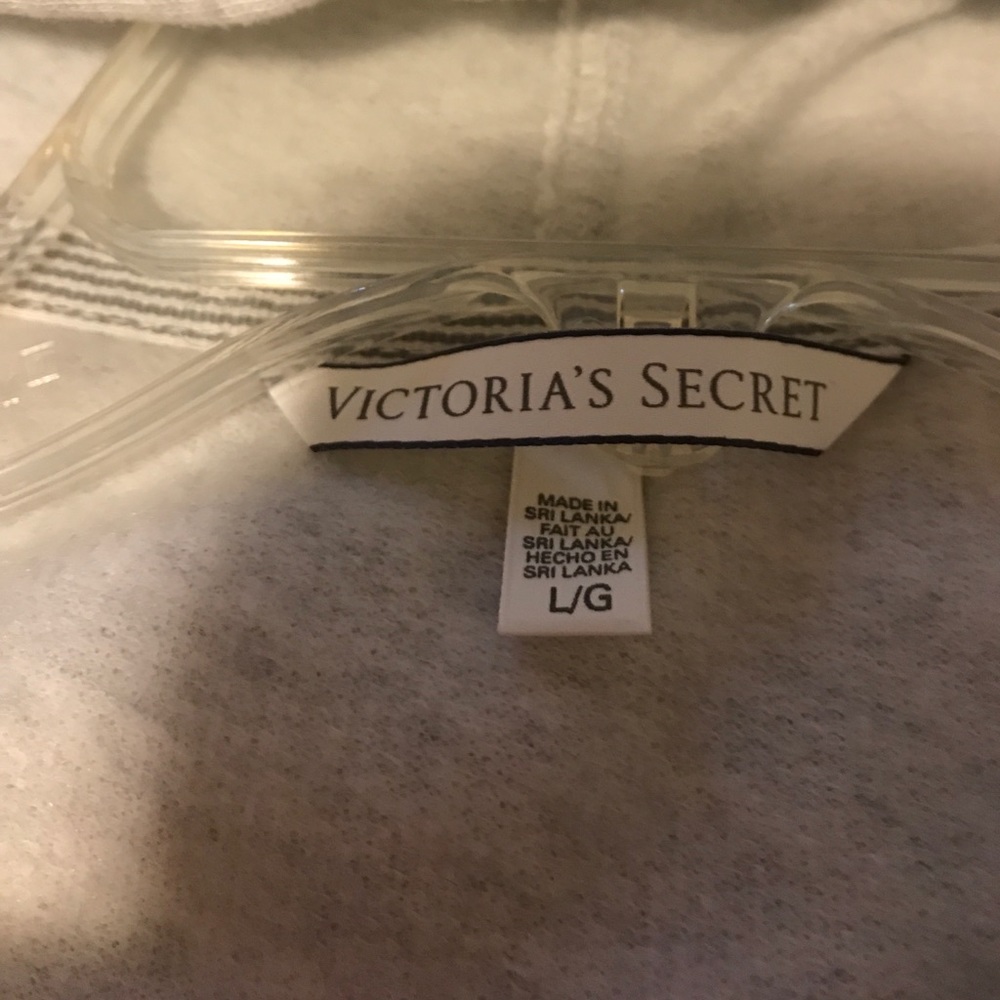 VICTORIA'S SECRET
MADE IN
SRI LANKA/
FAIT AU
SRI LANKA/
HECHO EN
SRI LANKA
L/G